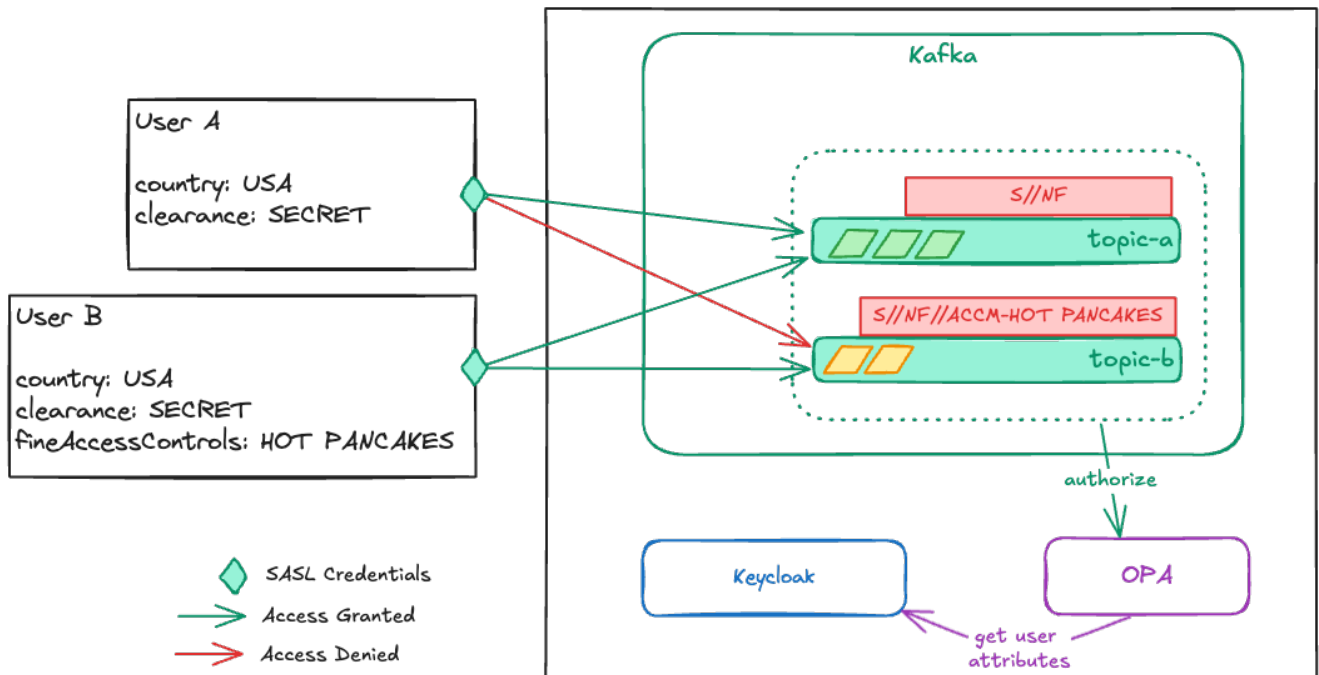 Kafka
User A
country: USA
clearance: SECRET
S//NF
topic-a
User B
country: USA
clearance: SECRET
fineAccessControls: HOT PANCAKES
S//NF//ACCM-HOT PANCAKES
topic-b
authorize
Keycloak
OPA
get user
attributes
SASL Credentials
Access Granted
Access Denied